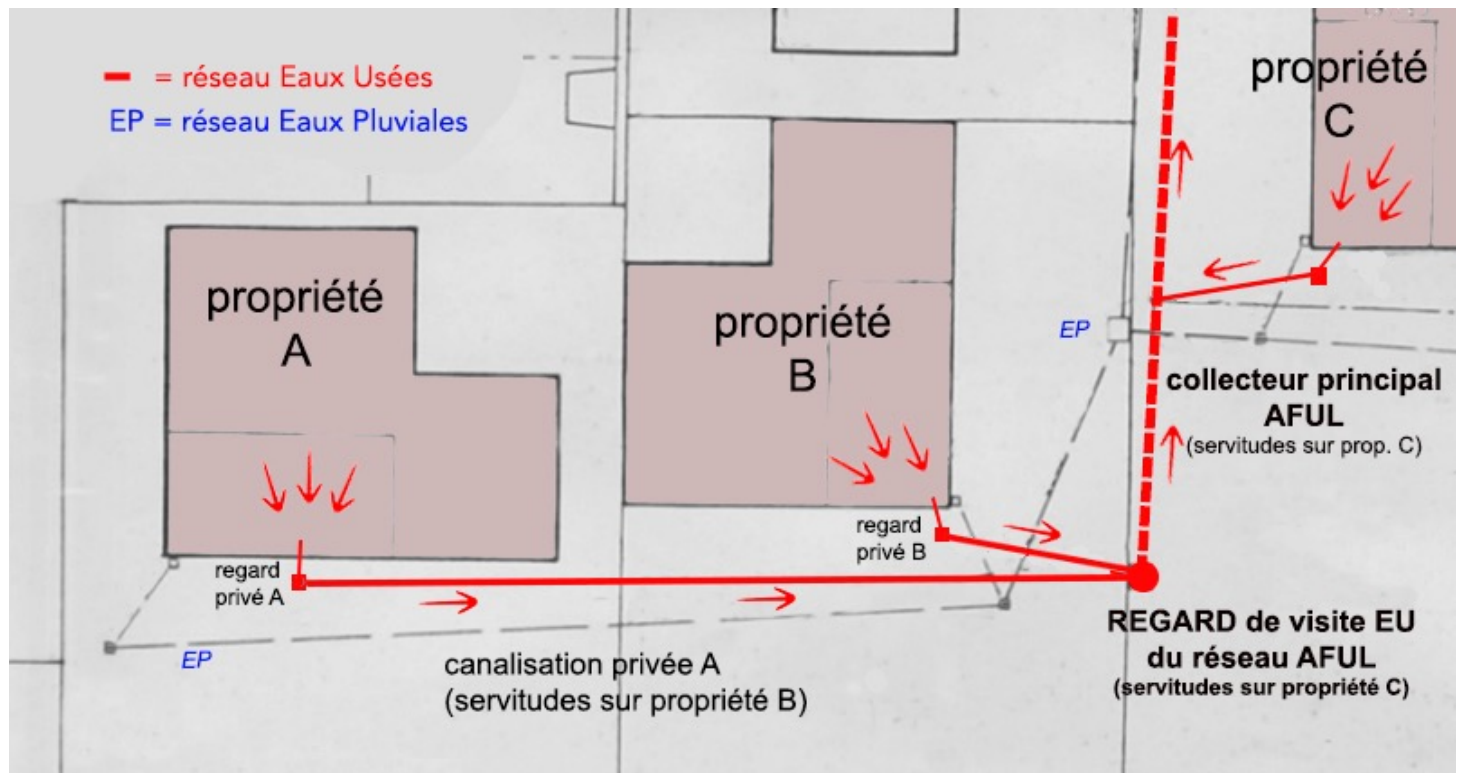 = réseau Eaux Usées
EP = réseau Eaux Pluviales
propriété
A
propriété
B
propriété
C
EP
collecteur principal
AFUL
(servitudes sur prop. C)
regard
privé B
regard
privé A
REGARD de visite EU
du réseau AFUL
(servitudes sur propriété C)
EP
canalisation privée A
(servitudes sur propriété B)